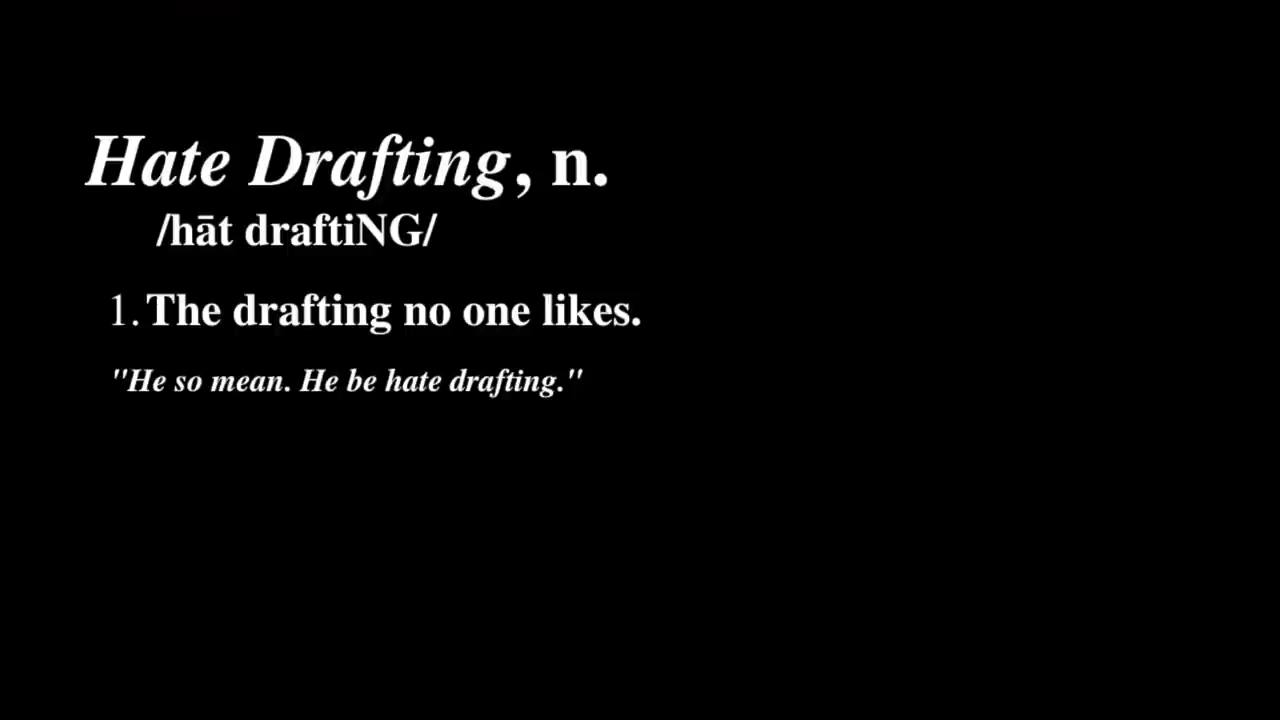 Hate Drafting, n.
/hāt draftiNG/
1. The drafting no one likes.
"He so mean. He be hate drafting."